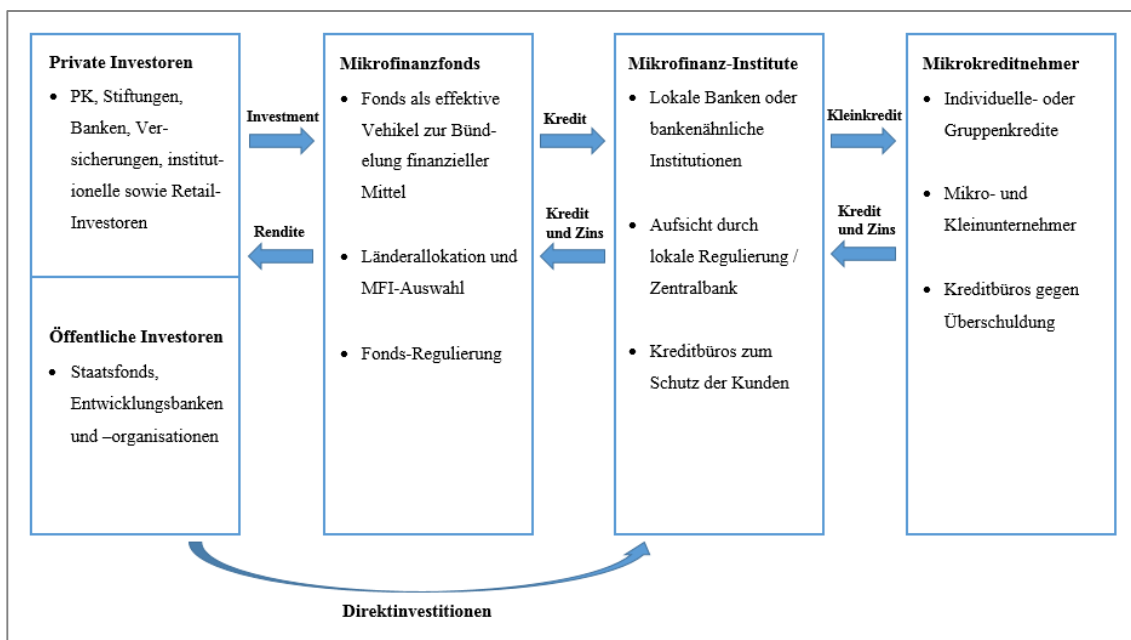 Private Investoren
• PK, Stiftungen,
Banken, Ver-
sicherungen, institut-
ionelle sowie Retail-
Investoren
Öffentliche Investoren
• Staatsfonds,
Entwicklungsbanken
und –organisationen
Investment
Rendite
Mikrofinanzfonds
• Fonds als effektive
Vehikel zur Bünd-
elung finanzieller
Mittel
• Länderallokation und
MFI-Auswahl
• Fonds-Regulierung
Kredit
Kredit
und Zins
Mikrofinanz-Institute
• Lokale Banken oder
bankenähnliche
Institutionen
• Aufsicht durch
lokale Regulierung /
Zentralbank
• Kreditbüros zum
Schutz der Kunden
Kleinkredit
Kredit
und Zins
Mikrokreditnehmer
• Individuelle- oder
Gruppenkredite
• Mikro- und
Kleinunternehmer
• Kreditbüros gegen
Überschuldung
Direktinvestitionen